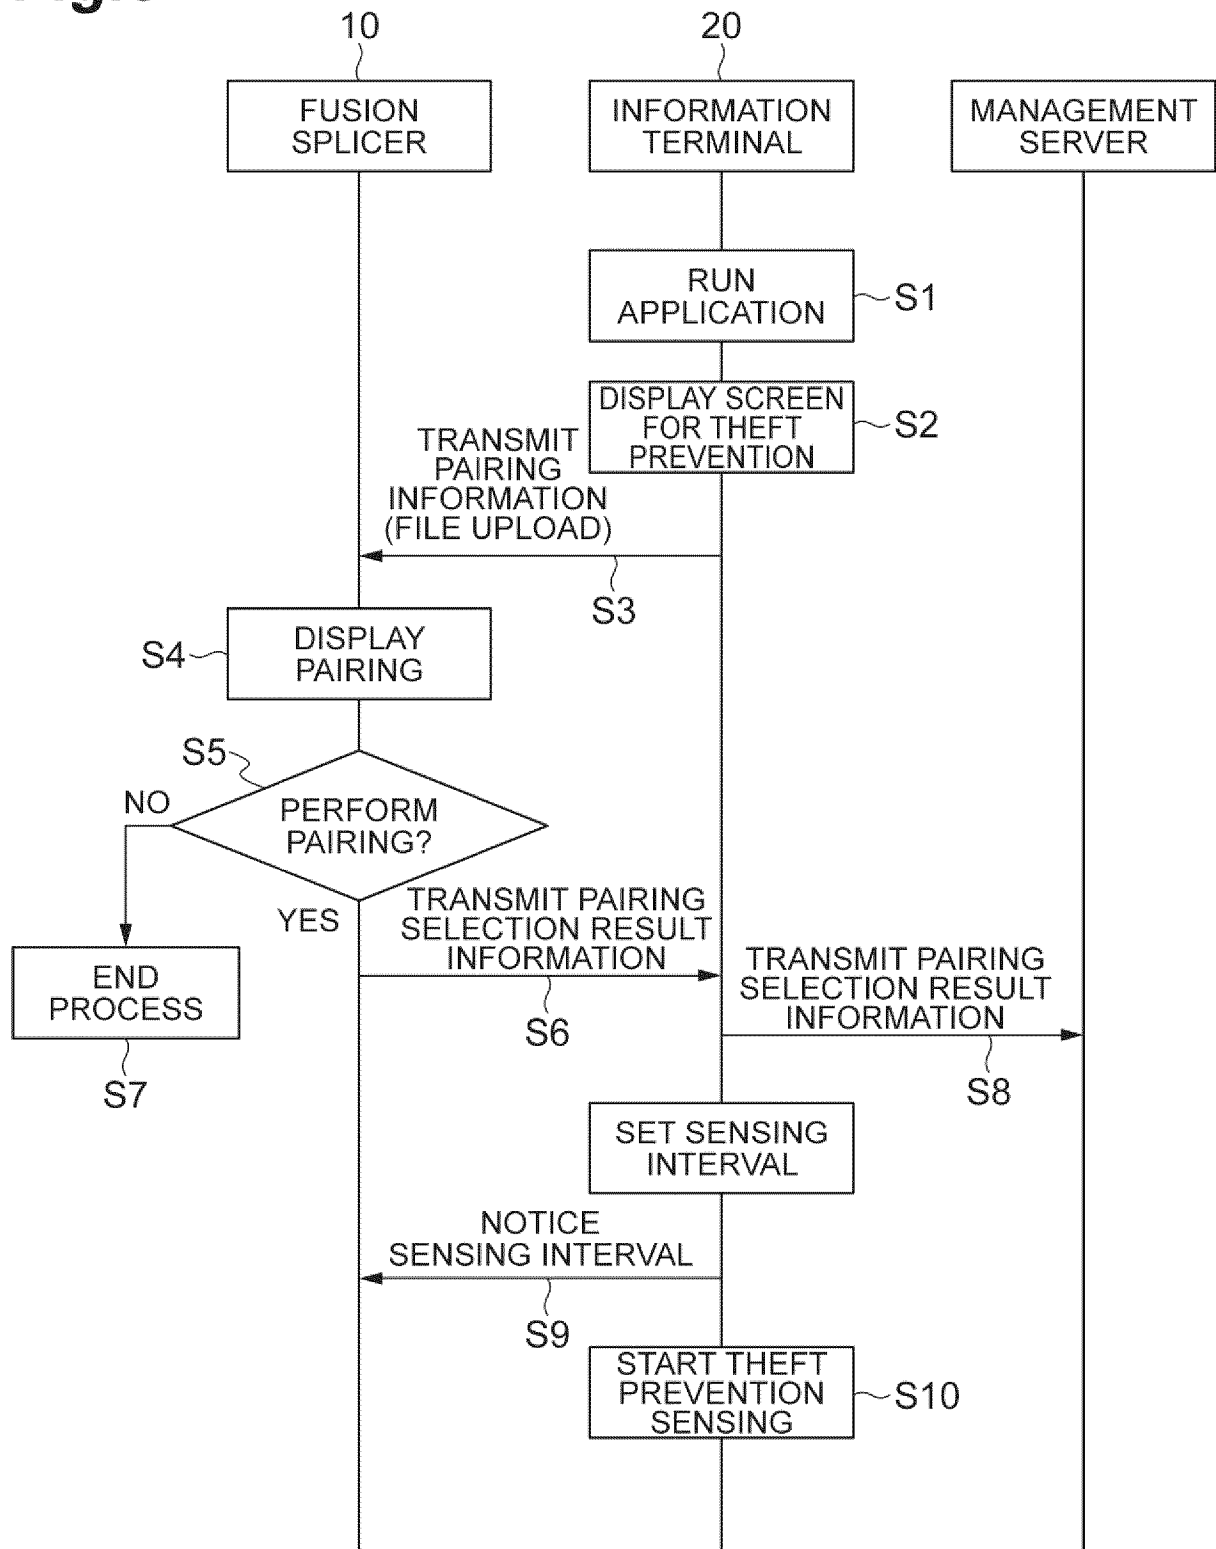 10
20
FUSION
SPLICER
INFORMATION
TERMINAL
MANAGEMENT
SERVER
RUN
APPLICATION
S1
DISPLAY SCREEN
FOR THEFT
PREVENTION
S2
TRANSMIT
PAIRING
INFORMATION
(FILE UPLOAD)
S3
DISPLAY
PAIRING
S4
S5
NO
PERFORM
PAIRING?
YES
TRANSMIT PAIRING
SELECTION RESULT
INFORMATION
S6
END
PROCESS
S7
TRANSMIT PAIRING
SELECTION RESULT
INFORMATION
S8
SET SENSING
INTERVAL
NOTICE
SENSING INTERVAL
S9
START THEFT
PREVENTION
SENSING
S10